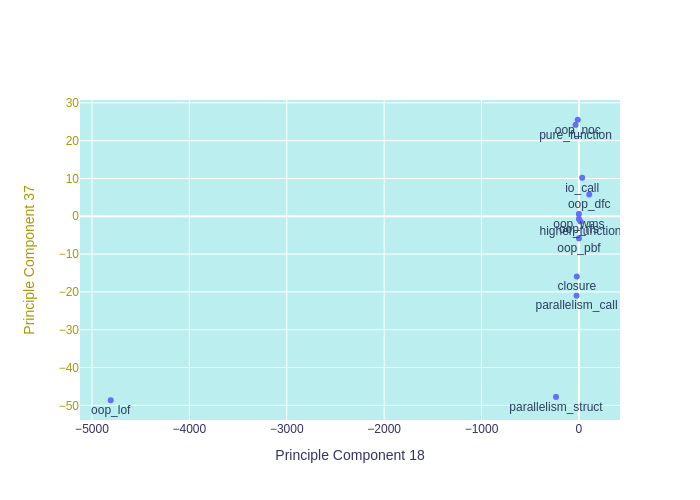 30
20
10
0
−10
−20
−30
−40
−50
Principle Component 37
oop_noc
pure_function
io_call
oop_dfc
oop_pbf
closure
parallelism_call
parallelism_struct
oop_lof
−5000
−4000
−3000
−2000
−1000
0
Principle Component 18